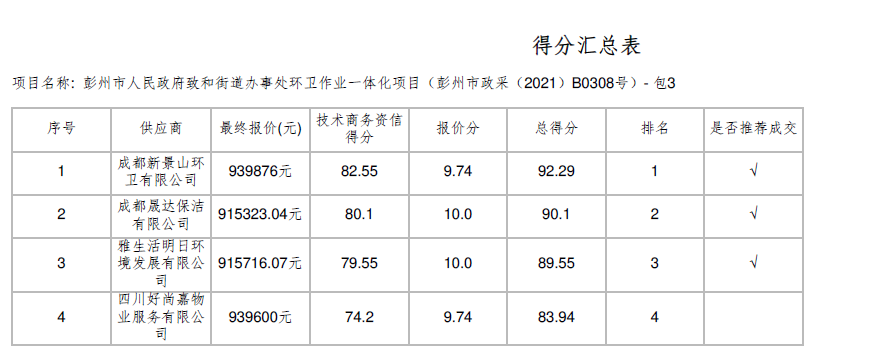 得分汇总表
项目名称: 彭州市人民政府致和街道办事处环卫作业一体化项目（彭州市政采（2021）B0308号）- 包3
序号 供应商 最终报价(元) 技术商务资信 报价分 总得分 排名 是否推荐成交
得分
1 成都新景山环 939876元 82.55 9.74 92.29 1 √
卫有限公司
2 成都晟达保洁 915323.04元 80.1 10.0 90.1 2 √
有限公司
3 雅生活明日环 915716.07元 79.55 10.0 89.55 3 √
境发展有限公
司
4 四川好尚嘉物 939600元 74.2 9.74 83.94 4
业服务有限公
司